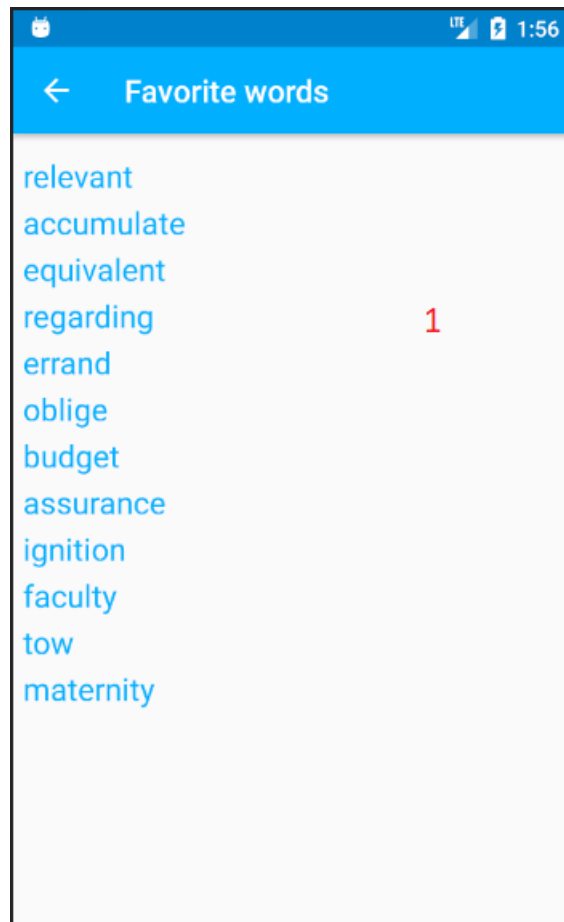 LTE 1:56
Favorite words
relevant
accumulate
equivalent
regarding 1
errand
oblige
budget
assurance
ignition
faculty
tow
maternity